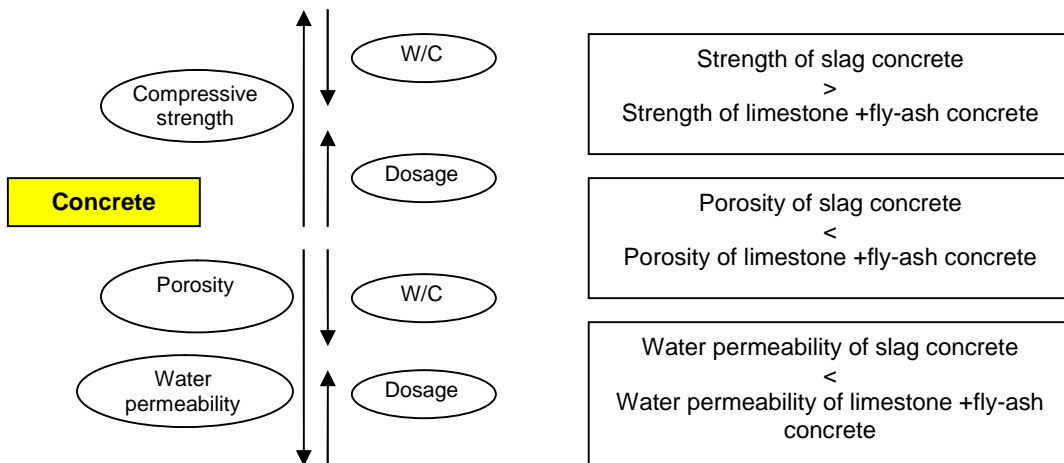 W/C
Compressive
strength
Dosage
Concrete
Porosity
W/C
Water
permeability
Dosage
Strength of slag concrete
>
Strength of limestone +fly-ash concrete
Porosity of slag concrete
<
Porosity of limestone +fly-ash concrete
Water permeability of slag concrete
<
Water permeability of limestone +fly-ash
concrete